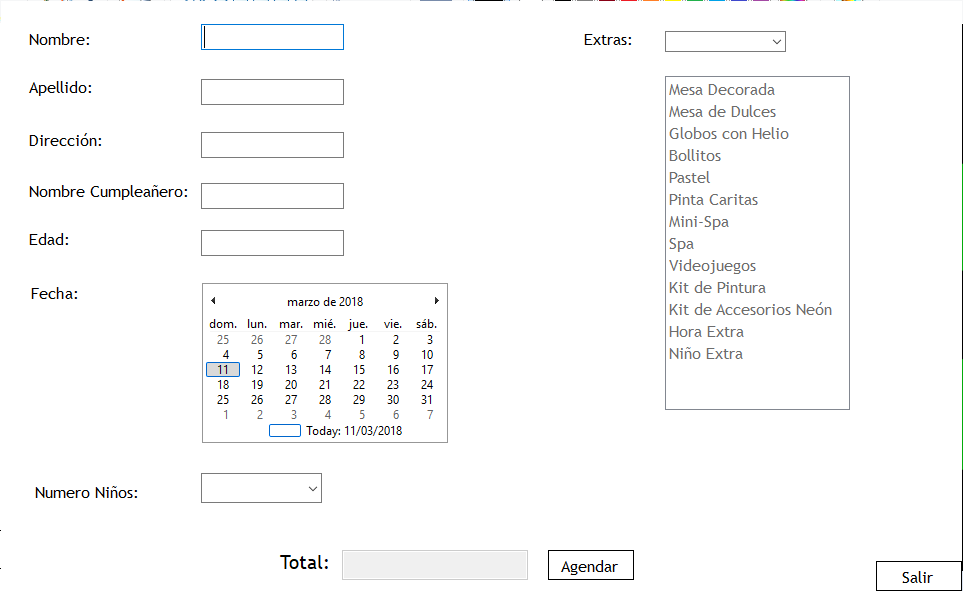 Nombre:
Apellido:
Dirección:
Nombre Cumpleañero:
Edad:
Fecha:
marzo de 2018
dom. lun. mar. mié. jue. vie. sáb.
25 26 27 28 1 2 3
4 5 6 7 8 9 10
11 12 13 14 15 16 17
18 19 20 21 22 23 24
25 26 27 28 29 30 31
1 2 3 4 5 6 7
Today: 11/03/2018
Numero Niños:
Extras:
Mesa Decorada
Mesa de Dulces
Globos con Helio
Bollitos
Pastel
Pinta Caritas
Mini-Spa
Spa
Videojuegos
Kit de Pintura
Kit de Accesorios Neón
Hora Extra
Niño Extra
Total:
Agendar
Salir